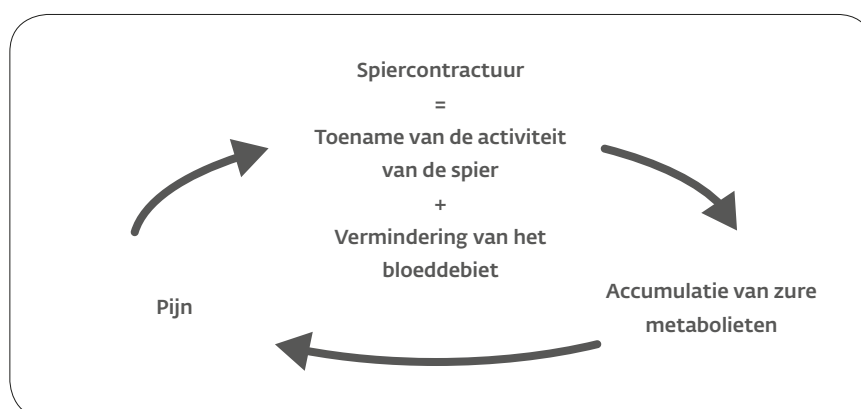 Spiercontractuur
=
Toename van de activiteit
van de spier
+
Vermindering van het
bloeddebiet
Accumulatie van zure
metabolieten
Pijn